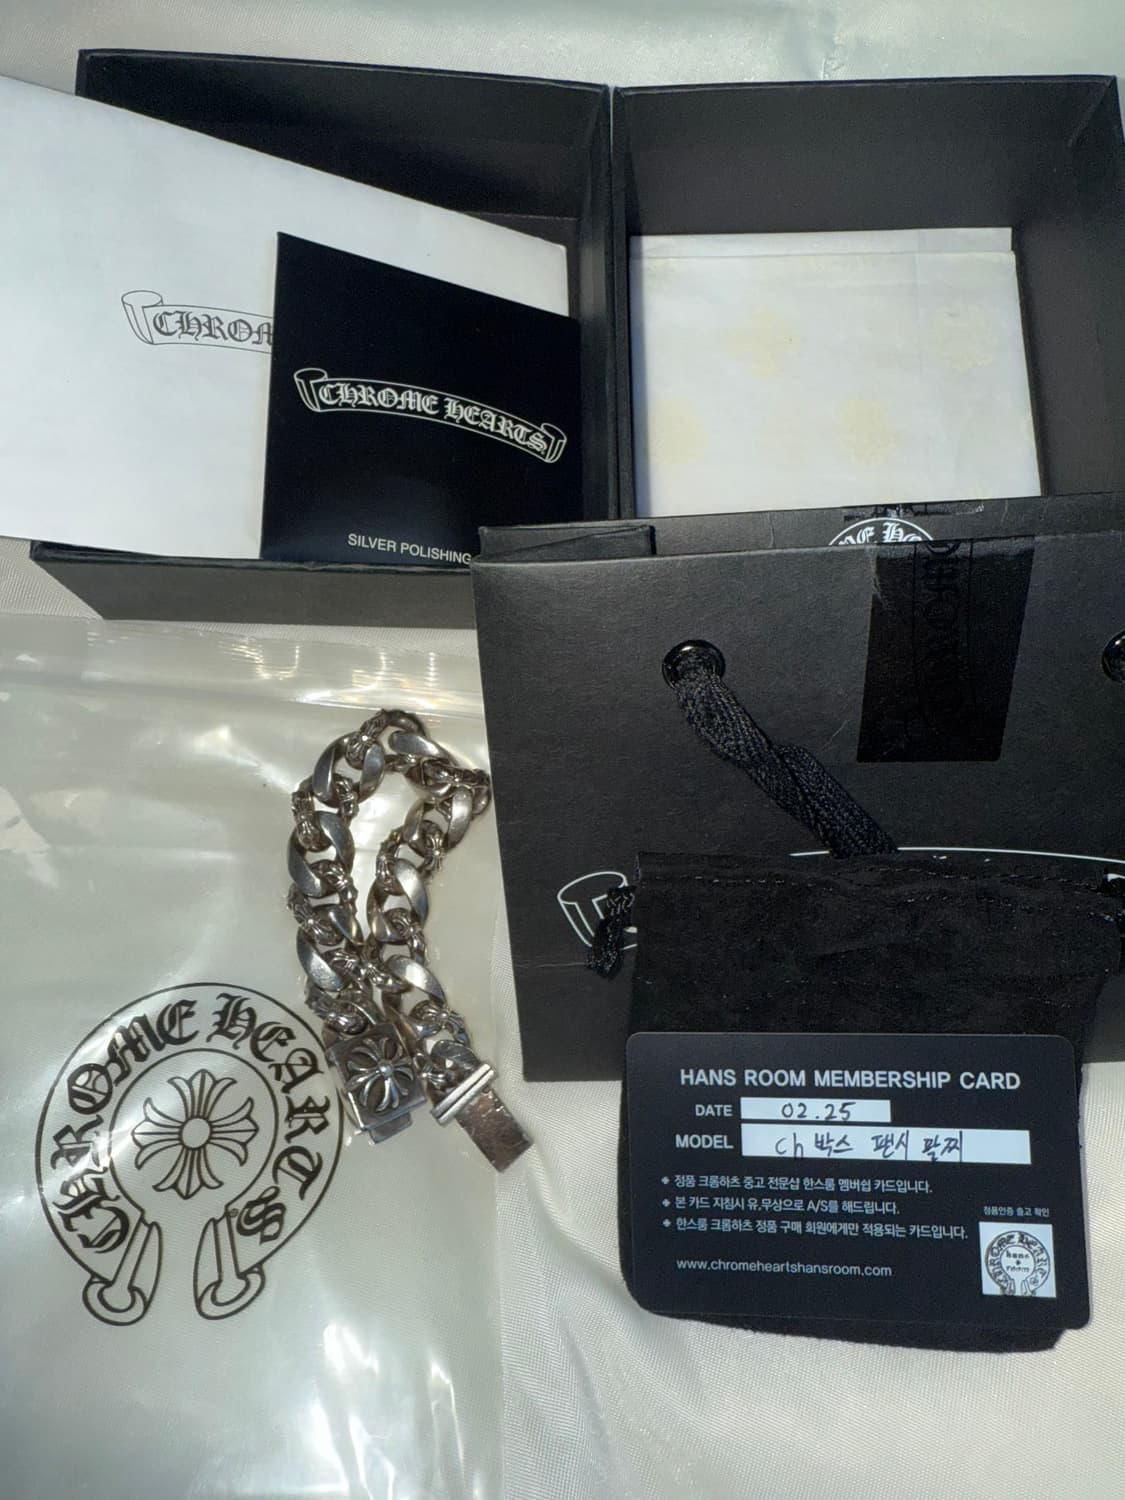 CHROM
CHROME HEARTS
SILVER POLISHING
CHROME HEARTS
HANS ROOM MEMBERSHIP CARD
DATE 02.25
MODEL ch 박스 팬시 팔찌
※ 정품 크롬하츠 중고 전문샵 한스룸 멤버쉽 카드입니다.
※ 본 카드 지참시 유,무상으로 A/S를 해드립니다.
※ 한스룸 크롬하츠 정품 구매 회원에게만 적용되는 카드입니다.
정품인증 출고 확인
www.chromeheartshansroom.com
CHROME HEARTS
hans
room